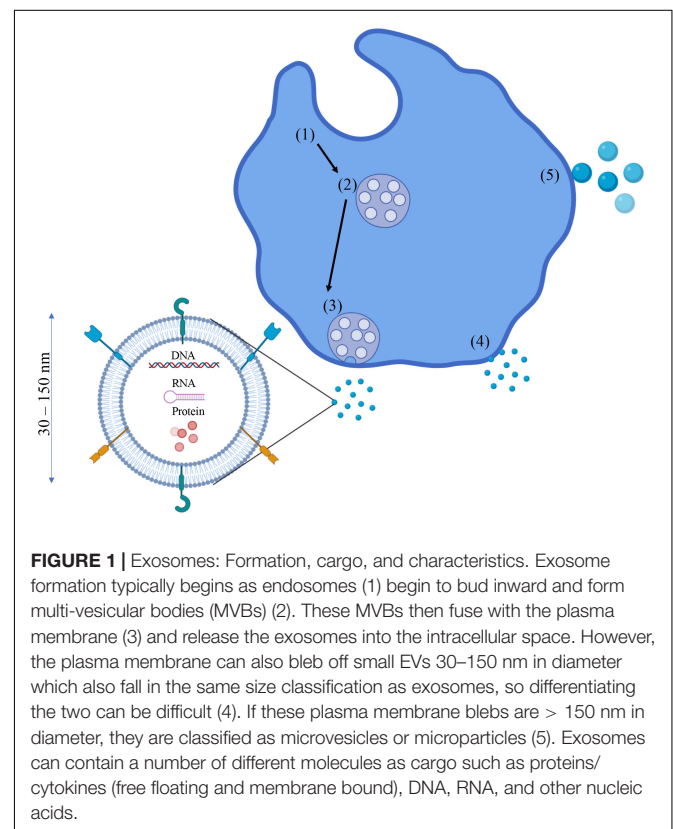 (1)
(2)
(5)
(3)
(4)
30 – 150 nm
DNA
RNA
Protein
FIGURE 1 | Exosomes: Formation, cargo, and characteristics. Exosome
formation typically begins as endosomes (1) begin to bud inward and form
multi-vesicular bodies (MVBs) (2). These MVBs then fuse with the plasma
membrane (3) and release the exosomes into the intracellular space. However,
the plasma membrane can also bleb off small EVs 30–150 nm in diameter
which also fall in the same size classification as exosomes, so differentiating
the two can be difficult (4). If these plasma membrane blebs are > 150 nm in
diameter, they are classified as microvesicles or microparticles (5). Exosomes
can contain a number of different molecules as cargo such as proteins/
cytokines (free floating and membrane bound), DNA, RNA, and other nucleic
acids.